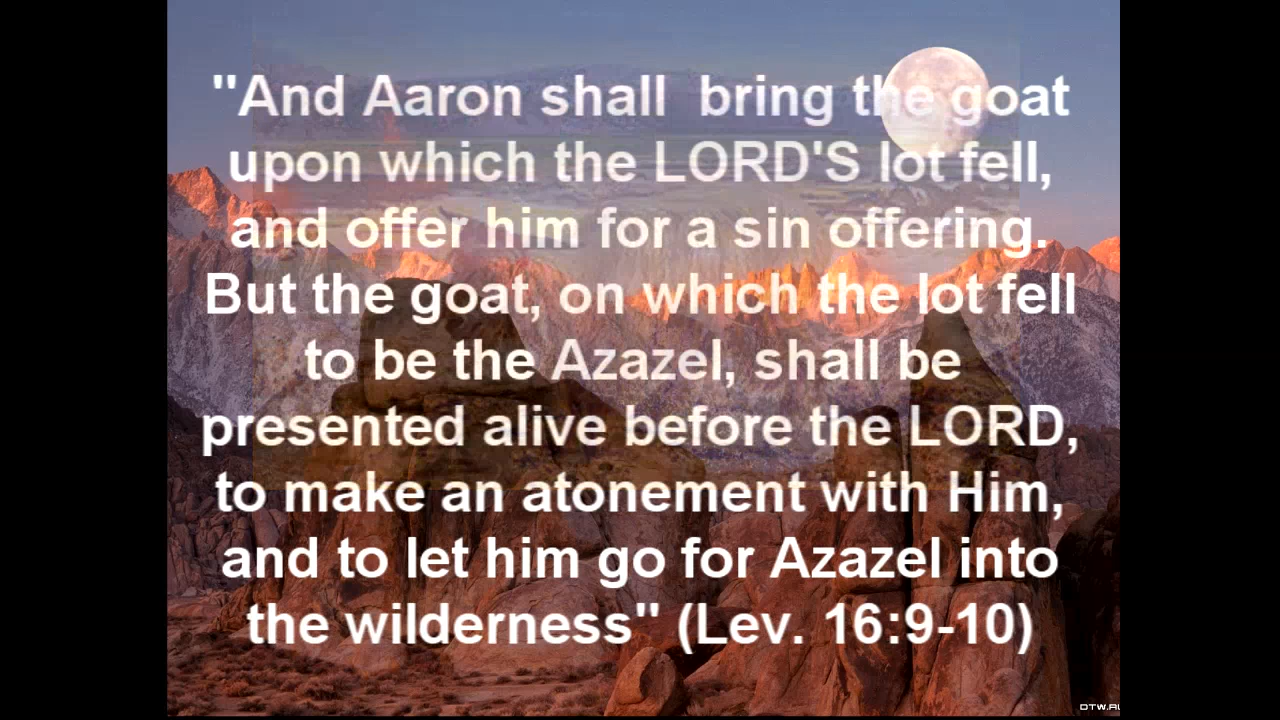 "And Aaron shall  bring the goat
upon which the LORD'S lot fell,
and offer him for a sin offering.
But the goat, on which the lot fell
to be the Azazel, shall be
presented alive before the LORD,
to make an atonement with Him,
and to let him go for Azazel into
the wilderness" (Lev. 16:9-10)